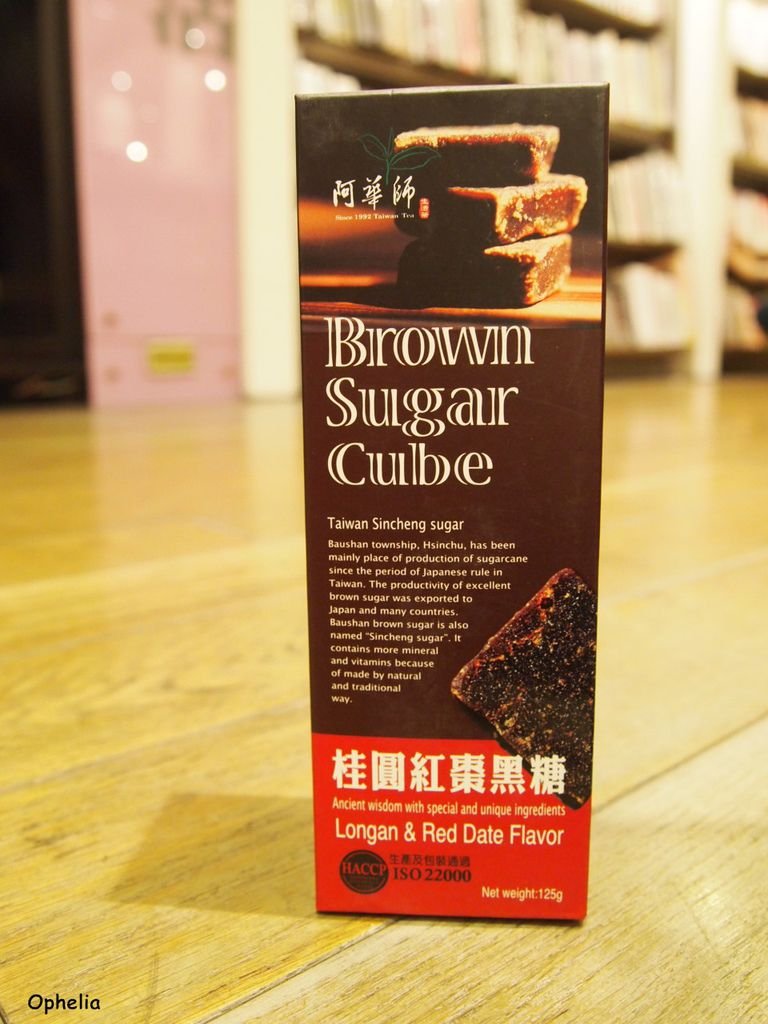 阿華師
Since 1992 Taiwan Tea
Brown
Sugar
Cube
Taiwan Sincheng sugar
Baushan township, Hsinchu, has been
mainly place of production of sugarcane
since the period of Japanese rule in
Taiwan. The productivity of excellent
brown sugar was exported to
Japan and many countries.
Baushan brown sugar is also
named "Sincheng sugar". It
contains more mineral
and vitamins because
of made by natural
and traditional
way.
桂圓紅棗黑糖
Ancient wisdom with special and unique ingredients
Longan & Red Date Flavor
HACCP
生產及包裝通過
ISO 22000
Net weight:125g
Ophelia